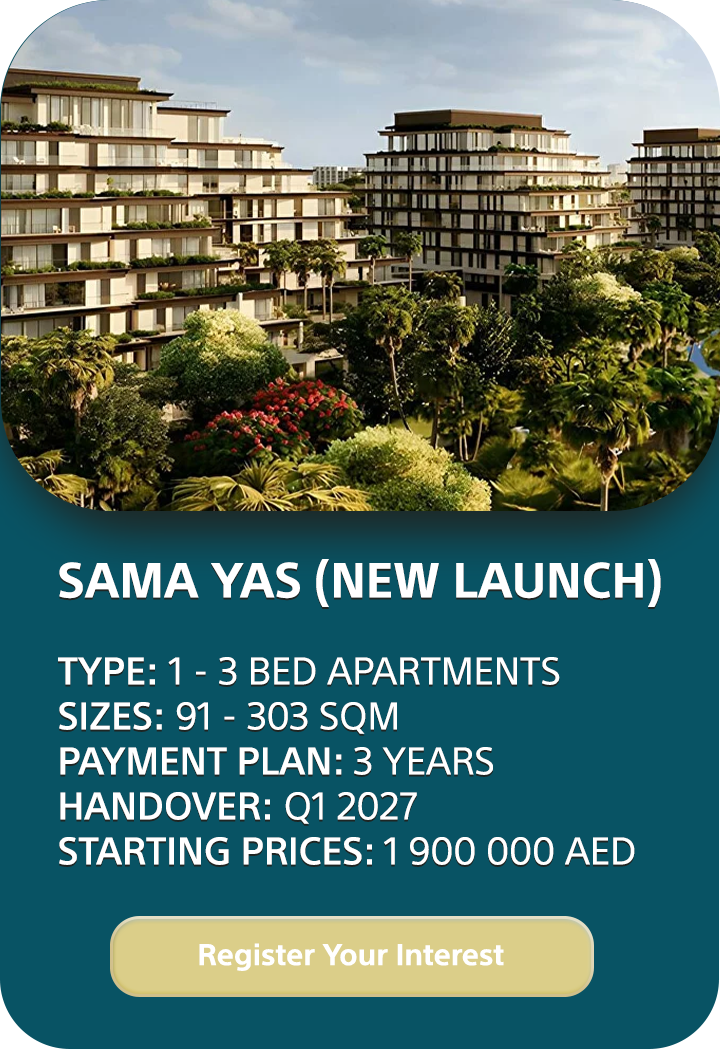 SAMA YAS (NEW LAUNCH)
TYPE: 1 - 3 BED APARTMENTS
SIZES: 91 - 303 SQM
PAYMENT PLAN: 3 YEARS
HANDOVER: Q1 2027
STARTING PRICES: 1 900 000 AED
Register Your Interest